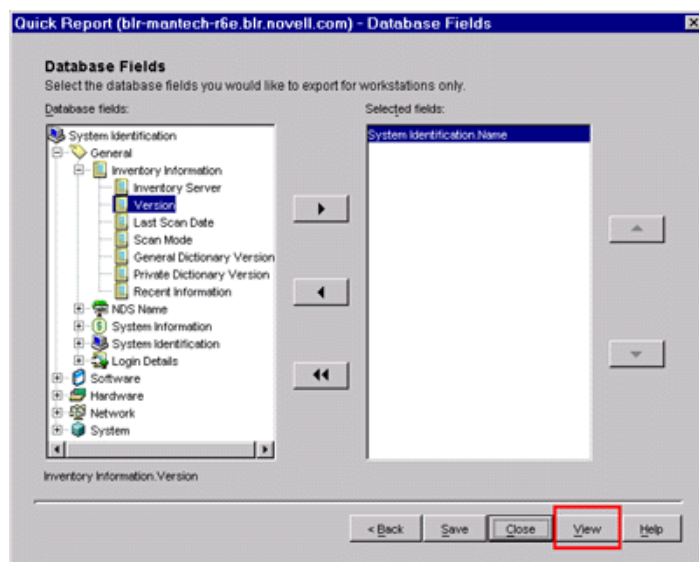 Quick Report (blr-mantech-r6e.blr.novell.com) - Database Fields
Database Fields
Select the database fields you would like to export for workstations only.
Database fields:
System Identification
General
Inventory Information
Inventory Server
Version
Last Scan Date
Scan Mode
General Dictionary Version
Private Dictionary Version
Recent Information
NDS Name
System Information
System Identification
Login Details
Software
Hardware
Network
System
Inventory Information.Version
Selected fields:
System Identification.Name
< Back
Save
Close
View
Help